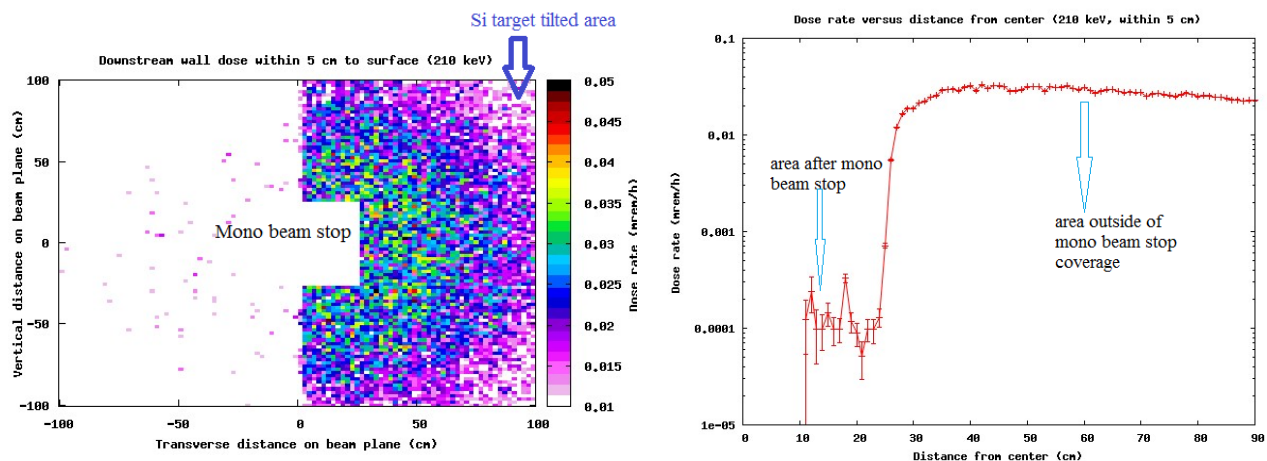 Si target tilted area
Downstream wall dose within 5 cm to surface (210 keV)
100
50
0
-50
-100
Vertical distance on beam plane (cm)
Mono beam stop
-100
-50
0
50
100
Transverse distance on beam plane (cm)
0.05
0.045
0.04
0.035
0.03
0.025
0.02
0.015
0.01
Dose rate (mrem/h)
Dose rate versus distance from center (210 keV, within 5 cm)
0.1
0.01
0.001
0.0001
1e-05
Dose rate (mrem/h)
area after mono
beam stop
area outside of
mono beam stop
coverage
0
10
20
30
40
50
60
70
80
90
Distance from center (cm)